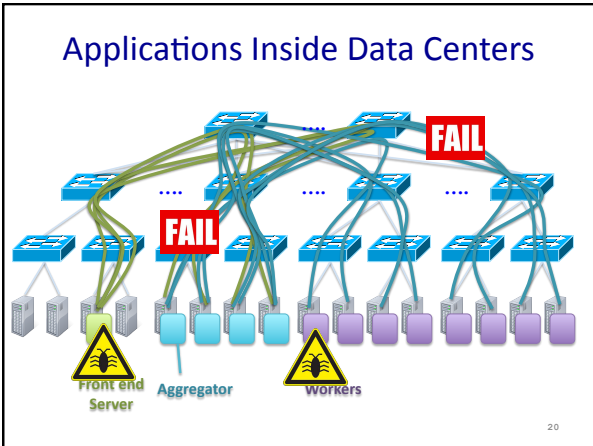 Applications Inside Data Centers
....
FAIL
....
....
....
FAIL
Front end
Server
Aggregator
Workers
20